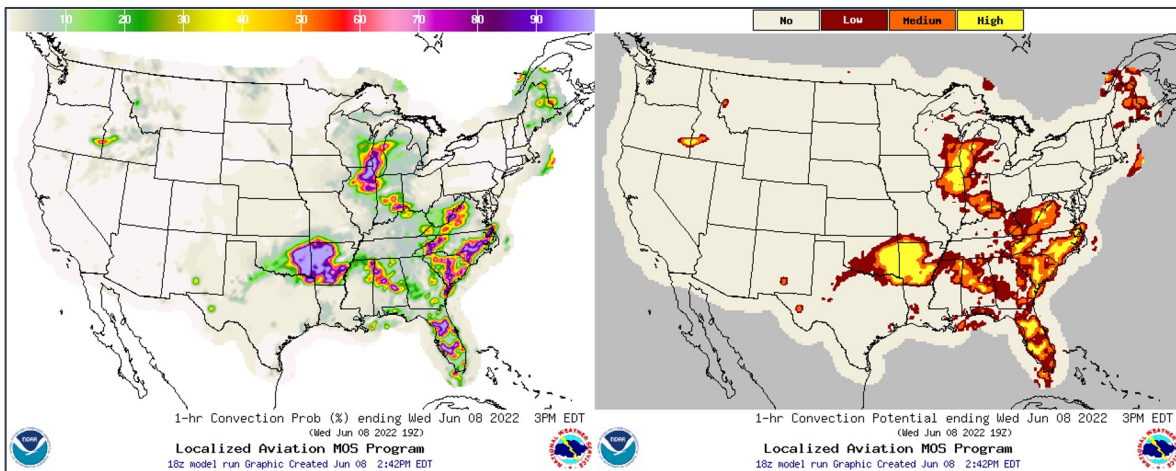 10 20 30 40 50 60 70 80 90
No Low Medium High
1-hr Convection Prob (%) ending Wed Jun 08 2022 3PM EDT
(Wed Jun 08 2022 19Z)
Localized Aviation MOS Program
18z model run Graphic Created Jun 08 2:42PM EDT
NOAA
1-hr Convection Potential ending Wed Jun 08 2022 3PM EDT
(Wed Jun 08 2022 19Z)
Localized Aviation MOS Program
18z model run Graphic Created Jun 08 2:42PM EDT
NOAA